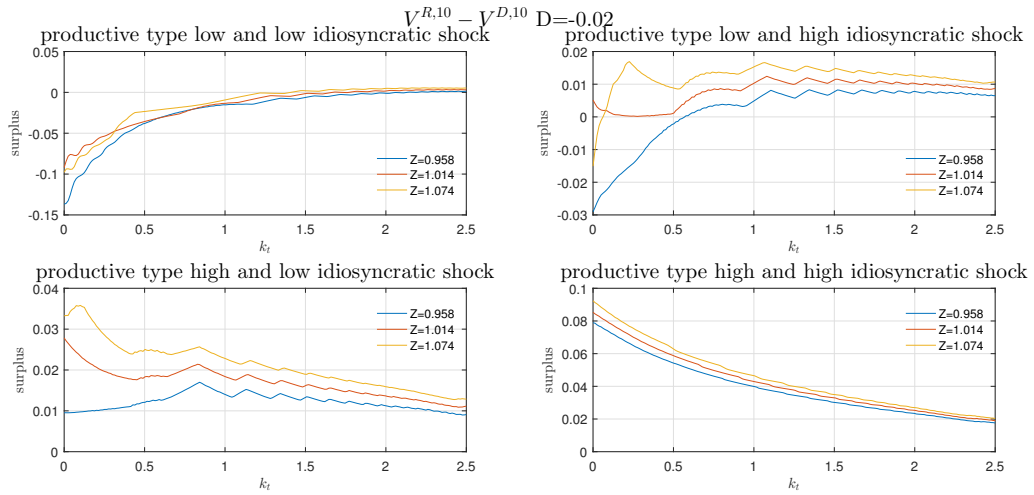 $V^{R,10} - V^{D,10}$ D=-0.02
productive type low and low idiosyncratic shock
0.05
0
-0.05
-0.1
-0.15
surplus
Z=0.958
Z=1.014
Z=1.074
0 0.5 1 1.5 2 2.5
$k_t$
productive type low and high idiosyncratic shock
0.02
0.01
0
-0.01
-0.02
-0.03
surplus
Z=0.958
Z=1.014
Z=1.074
0 0.5 1 1.5 2 2.5
$k_t$
productive type high and low idiosyncratic shock
0.04
0.03
0.02
0.01
0
surplus
Z=0.958
Z=1.014
Z=1.074
0 0.5 1 1.5 2 2.5
$k_t$
productive type high and high idiosyncratic shock
0.1
0.08
0.06
0.04
0.02
0
surplus
Z=0.958
Z=1.014
Z=1.074
0 0.5 1 1.5 2 2.5
$k_t$